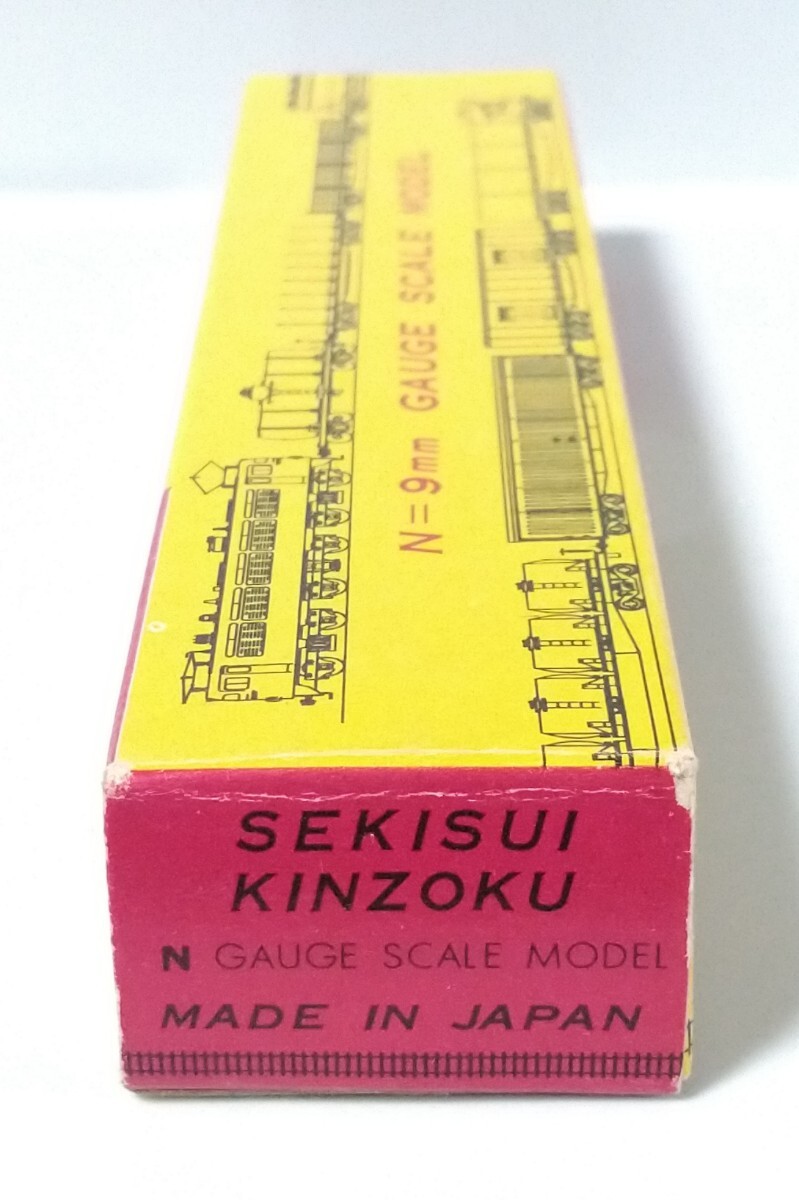 N=9mm GAUGE SCALE MODEL
SEKISUI
KINZOKU
N GAUGE SCALE MODEL
MADE IN JAPAN